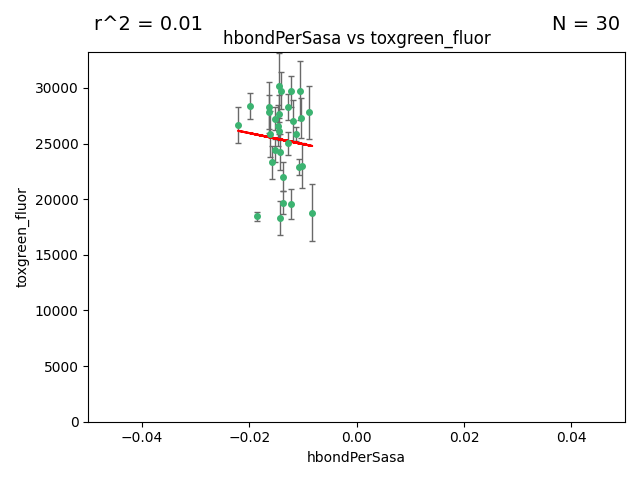 r^2 = 0.01
N = 30
hbondPerSasa vs toxgreen_fluor
30000
25000
20000
15000
10000
5000
0
toxgreen_fluor
−0.04
−0.02
0.00
0.02
0.04
hbondPerSasa